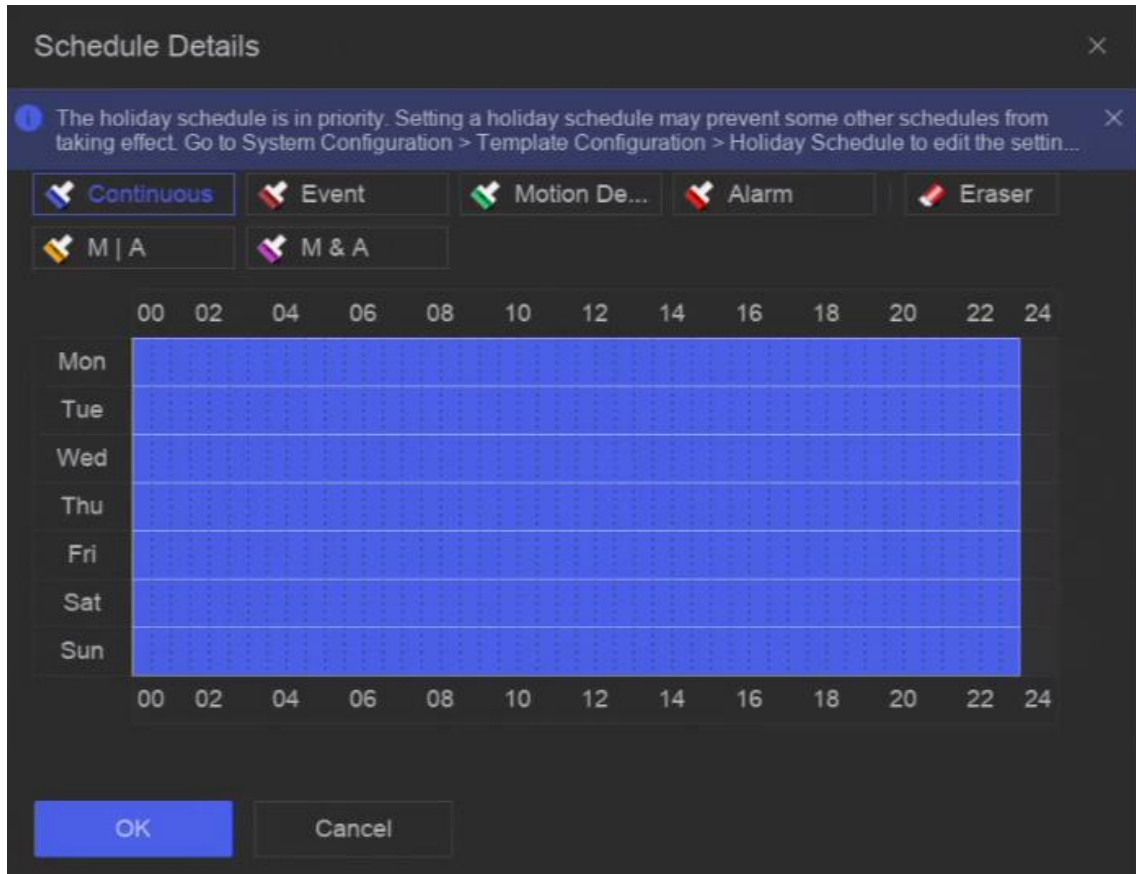 Schedule Details
The holiday schedule is in priority. Setting a holiday schedule may prevent some other schedules from
taking effect. Go to System Configuration > Template Configuration > Holiday Schedule to edit the settin...
Continuous Event Motion De... Alarm Eraser
M | A M & A
00 02 04 06 08 10 12 14 16 18 20 22 24
Mon
Tue
Wed
Thu
Fri
Sat
Sun
00 02 04 06 08 10 12 14 16 18 20 22 24
OK Cancel